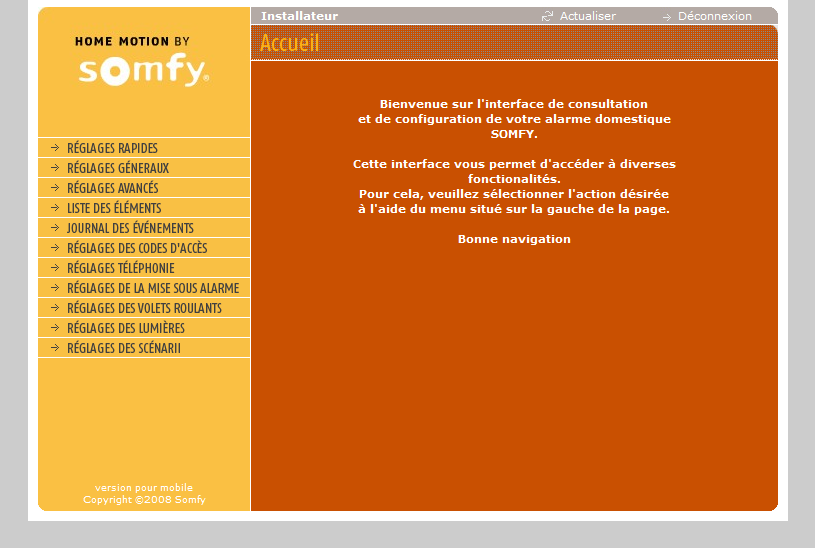 HOME MOTION BY
somfy®
Installateur
Actualiser
Déconnexion
Accueil
RÉGLAGES RAPIDES
RÉGLAGES GÉNERAUX
RÉGLAGES AVANCÉS
LISTE DES ÉLÉMENTS
JOURNAL DES ÉVÉNEMENTS
RÉGLAGES DES CODES D'ACCÈS
RÉGLAGES TÉLÉPHONIE
RÉGLAGES DE LA MISE SOUS ALARME
RÉGLAGES DES VOLETS ROULANTS
RÉGLAGES DES LUMIÈRES
RÉGLAGES DES SCÉNARII
version pour mobile
Copyright ©2008 Somfy
Bienvenue sur l'interface de consultation
et de configuration de votre alarme domestique
SOMFY.
Cette interface vous permet d'accéder à diverses
fonctionalités.
Pour cela, veuillez sélectionner l'action désirée
à l'aide du menu situé sur la gauche de la page.
Bonne navigation